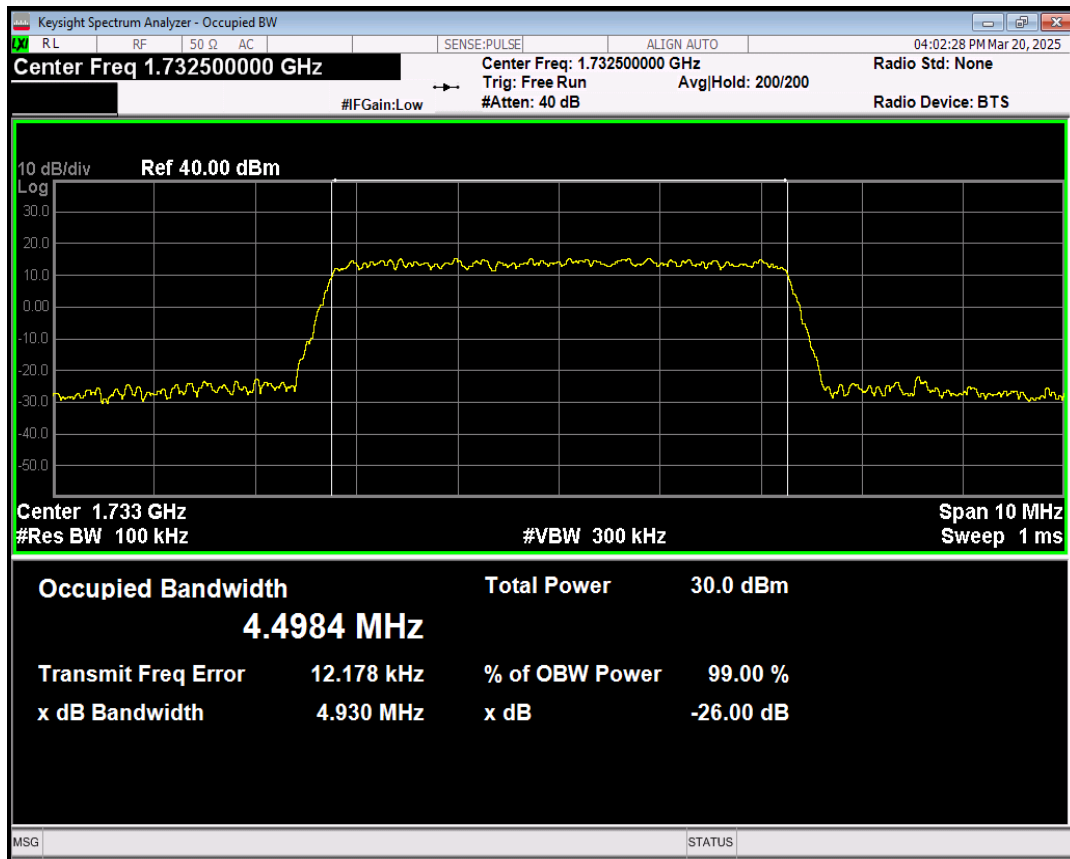 Keysight Spectrum Analyzer - Occupied BW
LXI RL RF 50 Ω AC SENSE:PULSE ALIGN AUTO 04:02:28 PM Mar 20, 2025
Center Freq 1.732500000 GHz Center Freq: 1.732500000 GHz Radio Std: None
Trig: Free Run Avg|Hold: 200/200
#IFGain:Low #Atten: 40 dB Radio Device: BTS
10 dB/div Ref 40.00 dBm
Log
30.0
20.0
10.0
0.00
-10.0
-20.0
-30.0
-40.0
-50.0
Center 1.733 GHz Span 10 MHz
#Res BW 100 kHz #VBW 300 kHz Sweep 1 ms
Occupied Bandwidth Total Power 30.0 dBm
4.4984 MHz
Transmit Freq Error 12.178 kHz % of OBW Power 99.00 %
x dB Bandwidth 4.930 MHz x dB -26.00 dB
MSG STATUS